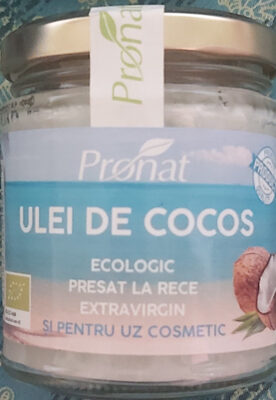 Pronat
Pronat
ULEI DE COCOS
ECOLOGIC
PRESAT LA RECE
EXTRAVIRGIN
SI PENTRU UZ COSMETIC